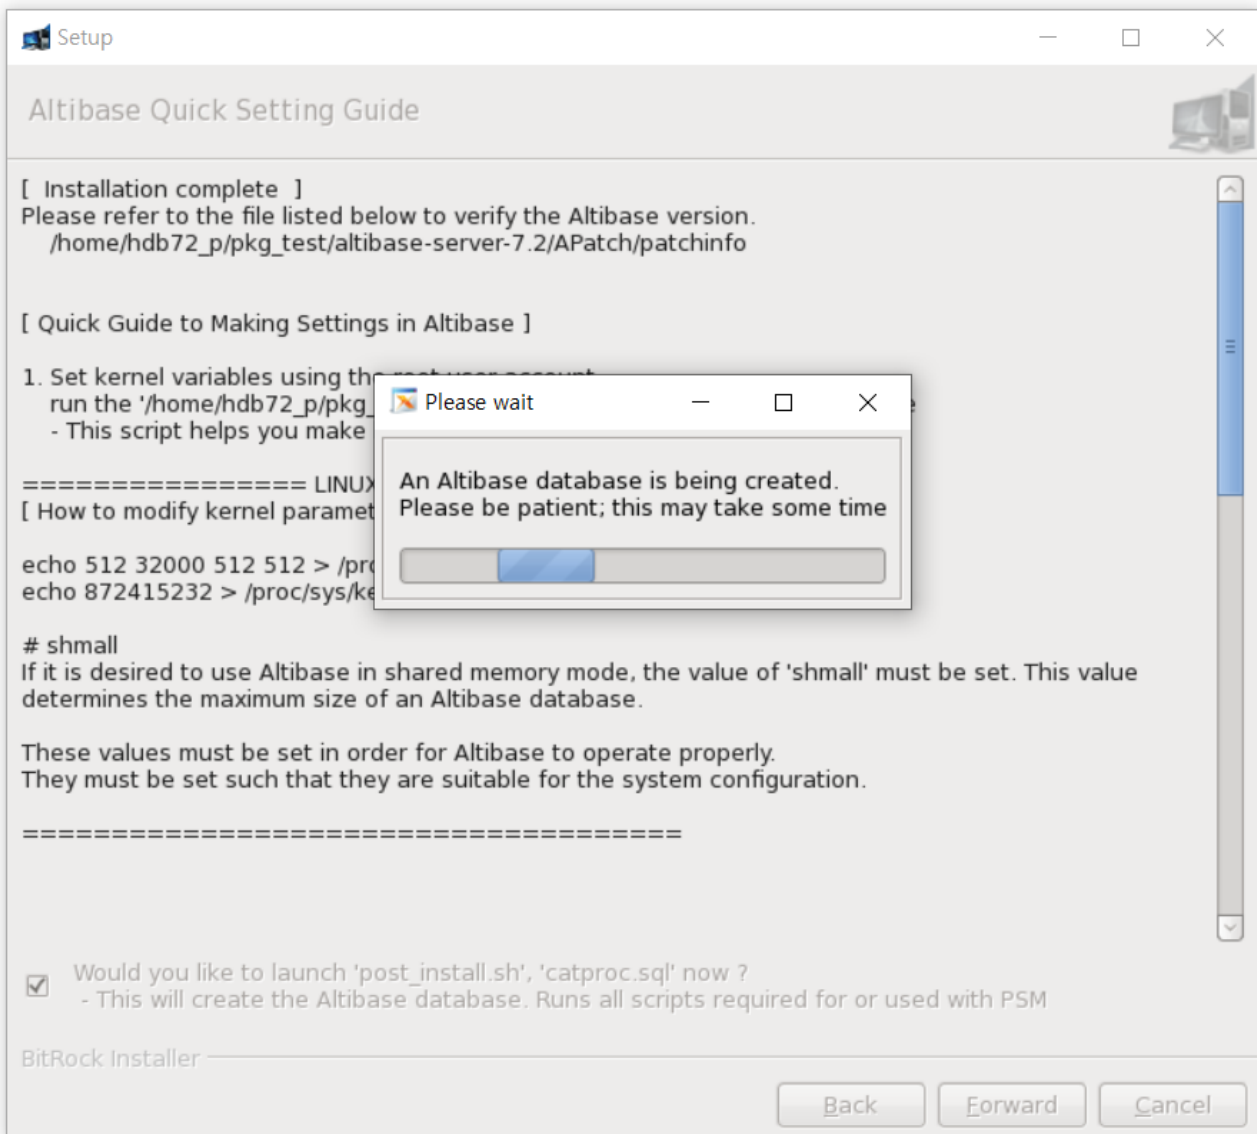 Setup
Altibase Quick Setting Guide
[  Installation complete  ]
Please refer to the file listed below to verify the Altibase version.
/home/hdb72_p/pkg_test/altibase-server-7.2/APatch/patchinfo
[ Quick Guide to Making Settings in Altibase ]
1. Set kernel variables using the root user account
run the '/home/hdb72_p/pkg_
- This script helps you make
================ LINUX
[ How to modify kernel paramet
echo 512 32000 512 512 > /pro
echo 872415232 > /proc/sys/ke
Please wait
An Altibase database is being created.
Please be patient; this may take some time
# shmall
If it is desired to use Altibase in shared memory mode, the value of 'shmall' must be set. This value
determines the maximum size of an Altibase database.
These values must be set in order for Altibase to operate properly.
They must be set such that they are suitable for the system configuration.
=====================================
Would you like to launch 'post_install.sh', 'catproc.sql' now ?
- This will create the Altibase database. Runs all scripts required for or used with PSM
BitRock Installer
Back
Forward
Cancel